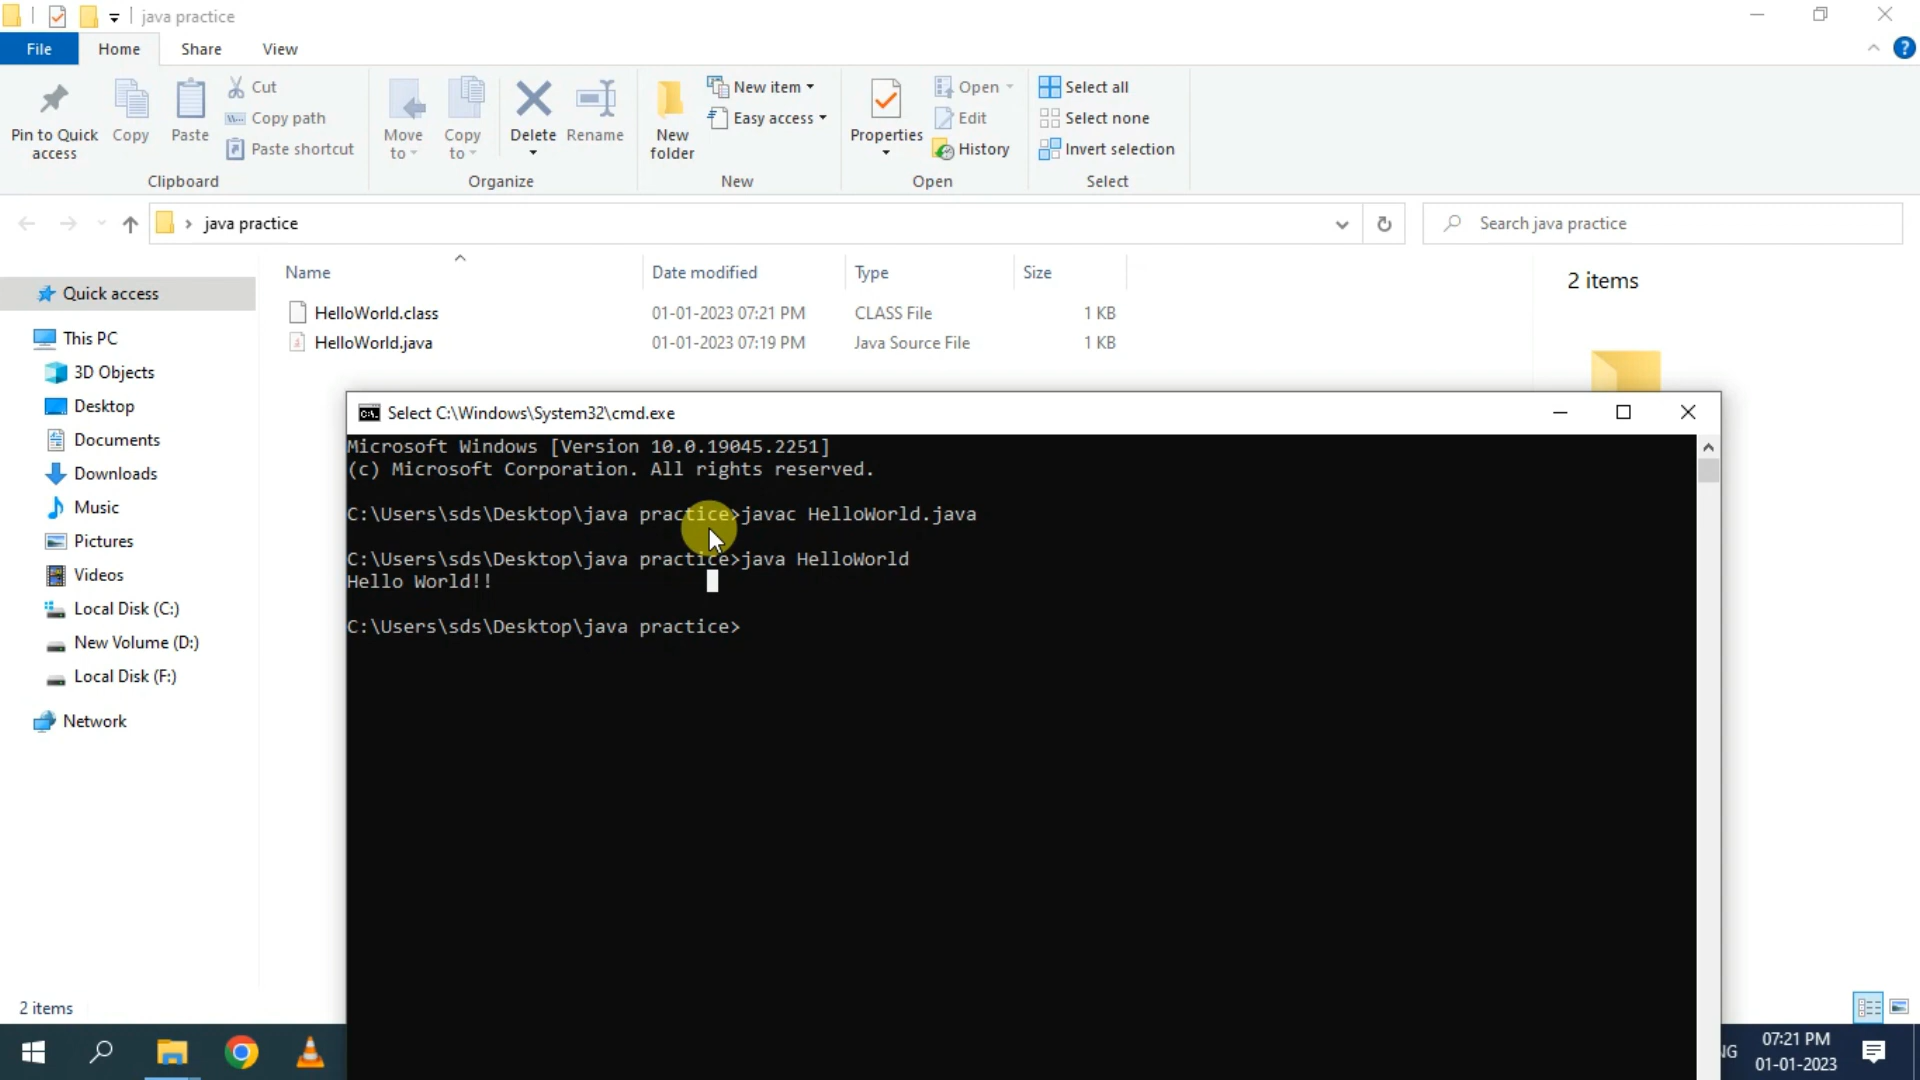 java practice
File Home Share View
Pin to Quick access
Copy
Paste
Cut
Copy path
Paste shortcut
Clipboard
Move to
Copy to
Delete
Rename
Organize
New folder
New item
Easy access
New
Properties
Open
Edit
History
Open
Select all
Select none
Invert selection
Select
java practice
Search java practice
Name Date modified Type Size
HelloWorld.class 01-01-2023 07:21 PM CLASS File 1 KB
HelloWorld.java 01-01-2023 07:19 PM Java Source File 1 KB
2 items
Quick access
This PC
3D Objects
Desktop
Documents
Downloads
Music
Pictures
Videos
Local Disk (C:)
New Volume (D:)
Local Disk (F:)
Network
Select C:\Windows\System32\cmd.exe
Microsoft Windows [Version 10.0.19045.2251]
(c) Microsoft Corporation. All rights reserved.
C:\Users\sds\Desktop\java practice>javac HelloWorld.java
C:\Users\sds\Desktop\java practice>java HelloWorld
Hello World!!
C:\Users\sds\Desktop\java practice>
2 items
07:21 PM
01-01-2023